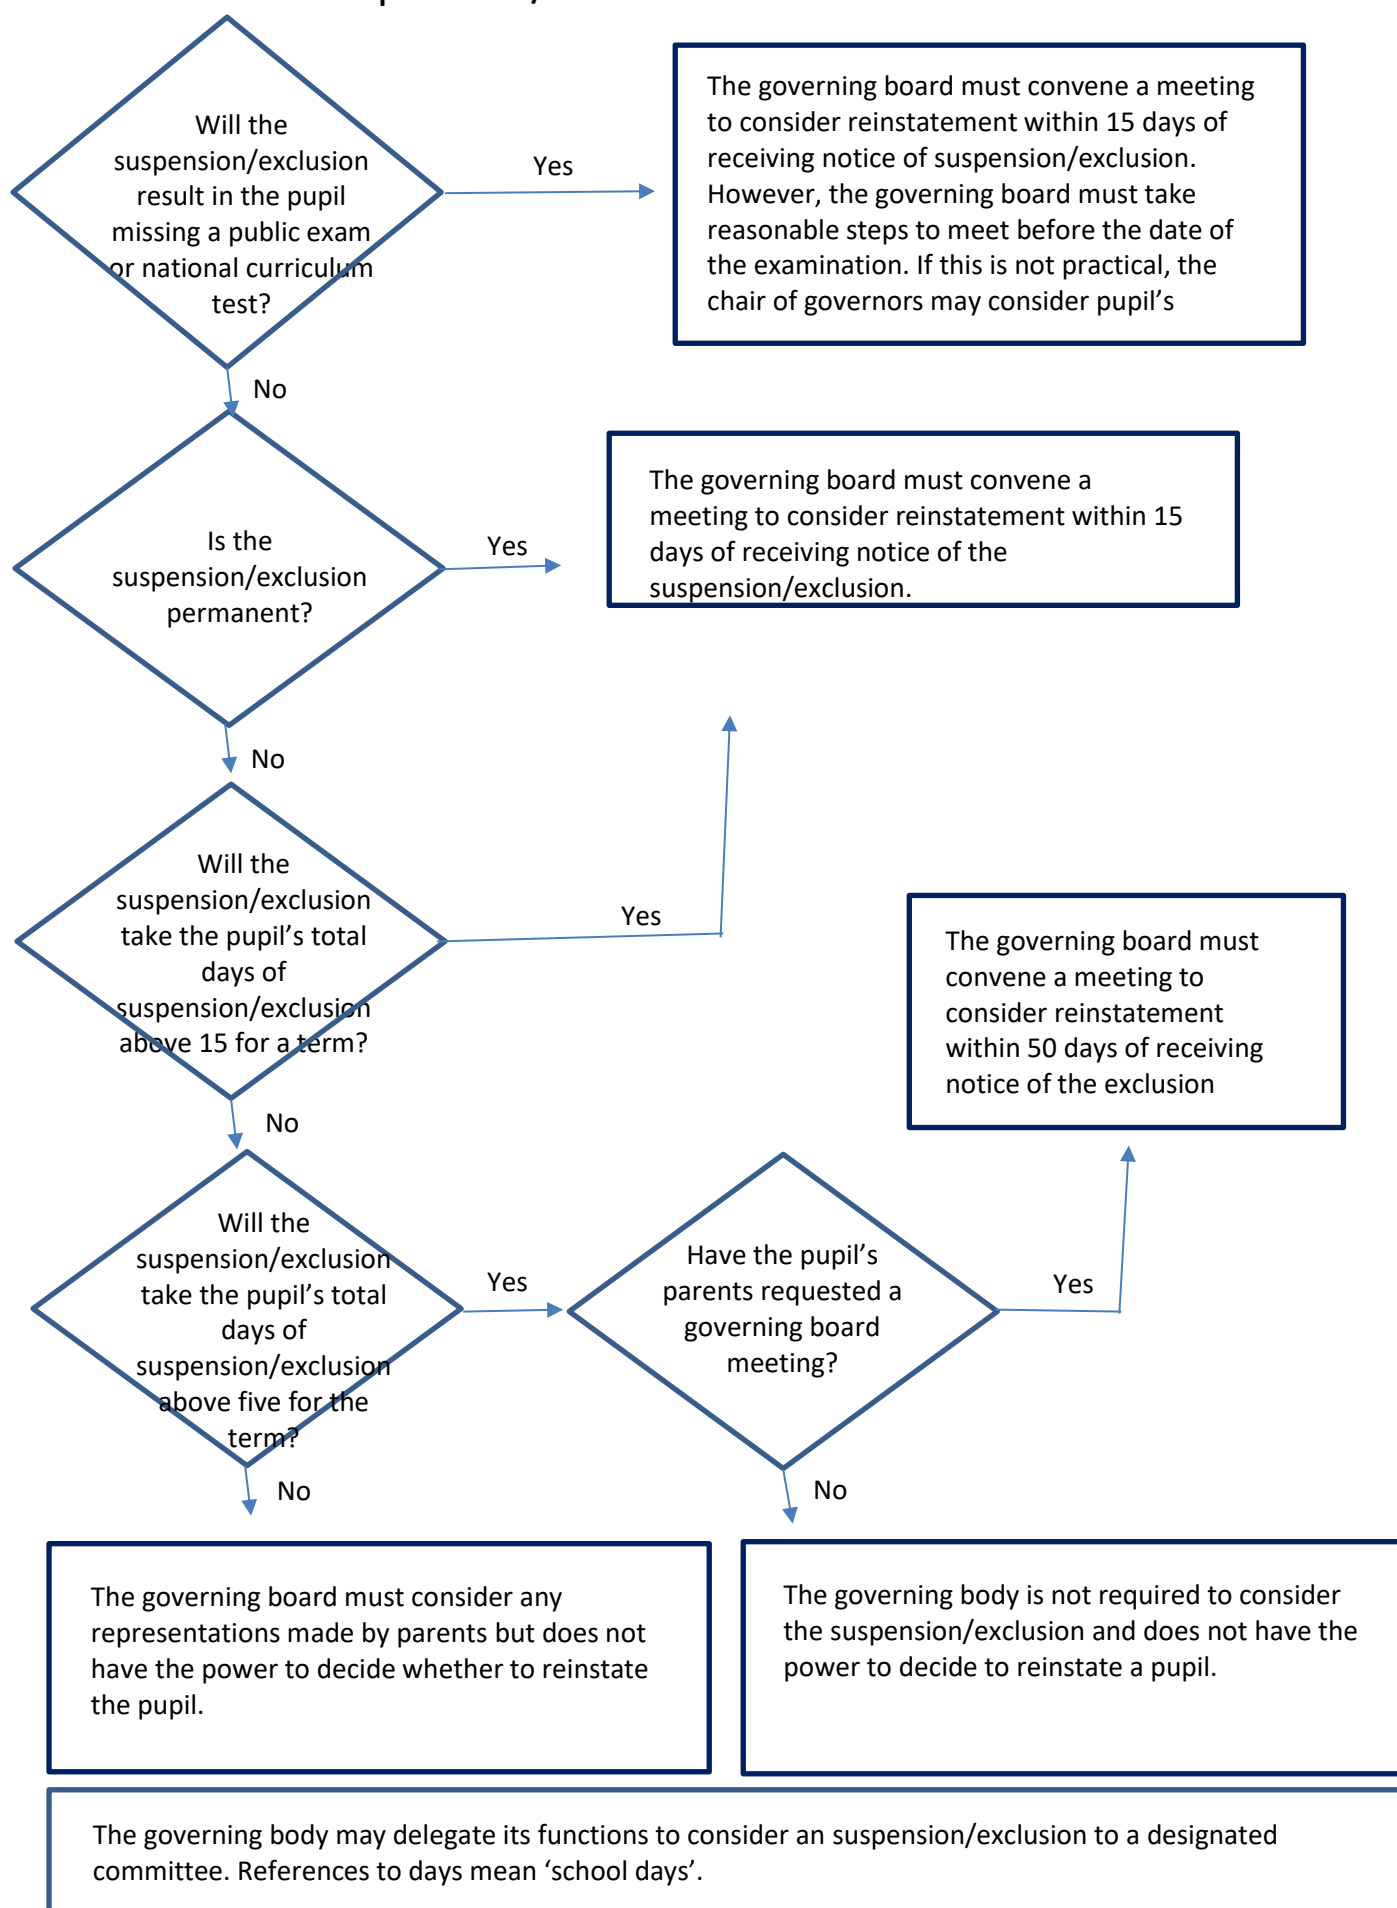 Will the
suspension/exclusion
result in the pupil
missing a public exam
or national curriculum
test?
Yes
The governing board must convene a meeting
to consider reinstatement within 15 days of
receiving notice of suspension/exclusion.
However, the governing board must take
reasonable steps to meet before the date of
the examination. If this is not practical, the
chair of governors may consider pupil’s
No
Is the
suspension/exclusion
permanent?
Yes
The governing board must convene a
meeting to consider reinstatement within 15
days of receiving notice of the
suspension/exclusion.
No
Will the
suspension/exclusion
take the pupil’s total
days of
suspension/exclusion
above 15 for a term?
Yes
The governing board must
convene a meeting to
consider reinstatement
within 50 days of receiving
notice of the exclusion
No
Will the
suspension/exclusion
take the pupil’s total
days of
suspension/exclusion
above five for the
term?
Yes
Have the pupil’s
parents requested a
governing board
meeting?
Yes
No
No
The governing board must consider any
representations made by parents but does not
have the power to decide whether to reinstate
the pupil.
The governing body is not required to consider
the suspension/exclusion and does not have the
power to decide to reinstate a pupil.
The governing body may delegate its functions to consider an suspension/exclusion to a designated
committee. References to days mean ‘school days’.